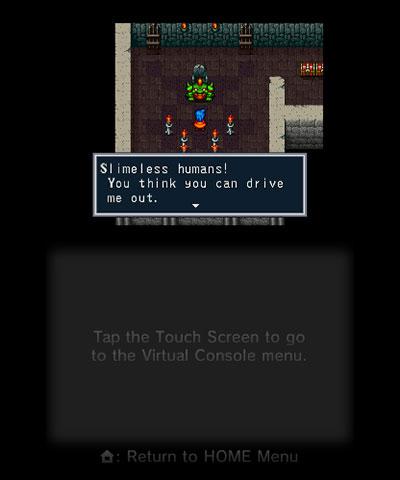 Slimeless humans!
You think you can drive
me out.
Tap the Touch Screen to go
to the Virtual Console menu.
: Return to HOME Menu